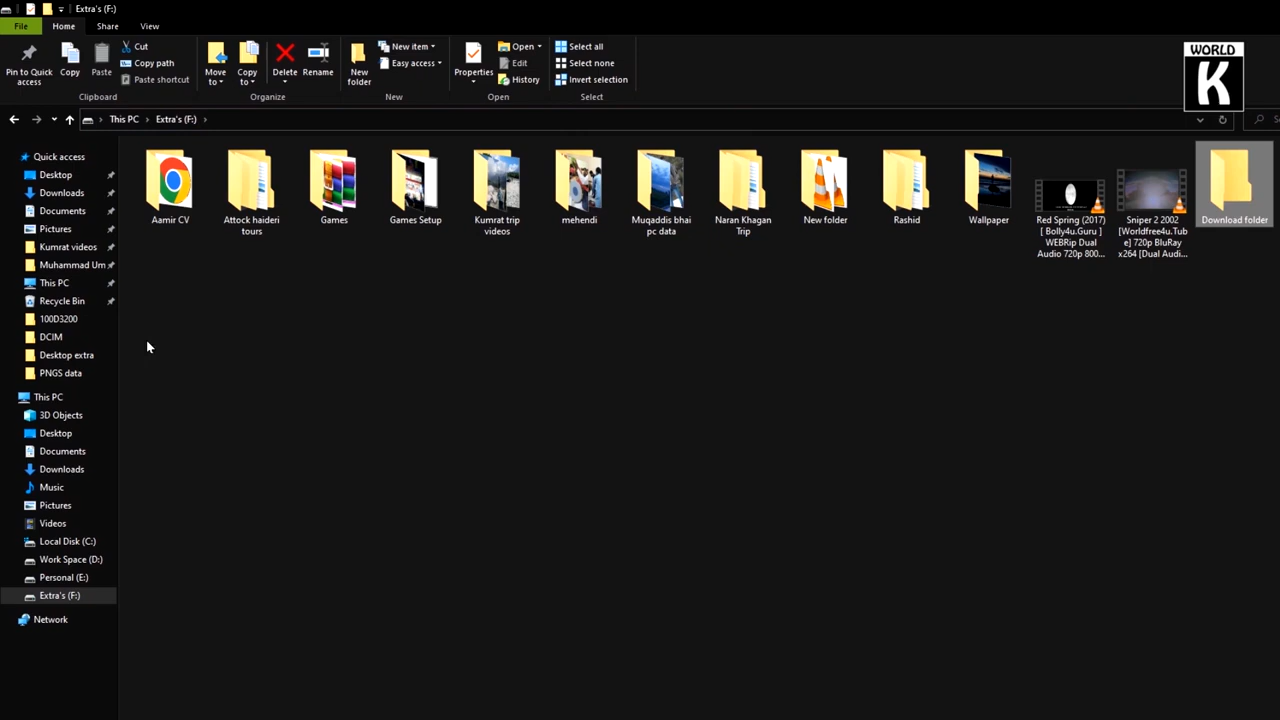 Extra's (F:)
File Home Share View
Pin to Quick access
Copy
Paste
Cut
Copy path
Paste shortcut
Clipboard
Move to
Copy to
Delete
Rename
Organize
New folder
New item
Easy access
New
Properties
Open
Edit
History
Open
Select all
Select none
Invert selection
Select
WORLD
K
This PC > Extra's (F:) >
Quick access
Desktop
Downloads
Documents
Pictures
Kumrat videos
Muhammad Um
This PC
Recycle Bin
100D3200
DCIM
Desktop extra
PNGS data
This PC
3D Objects
Desktop
Documents
Downloads
Music
Pictures
Videos
Local Disk (C:)
Work Space (D:)
Personal (E:)
Extra's (F:)
Network
Aamir CV
Attock haideri
tours
Games
Games Setup
Kumrat trip
videos
mehendi
Muqaddis bhai
pc data
Naran Khagan
Trip
New folder
Rashid
Wallpaper
Red Spring (2017)
[ Bolly4u.Guru ]
WEBRip Dual
Audio 720p 800...
Sniper 2 2002
[Worldfree4u.Tub
e] 720p BluRay
x264 [Dual Audi...
Download folder